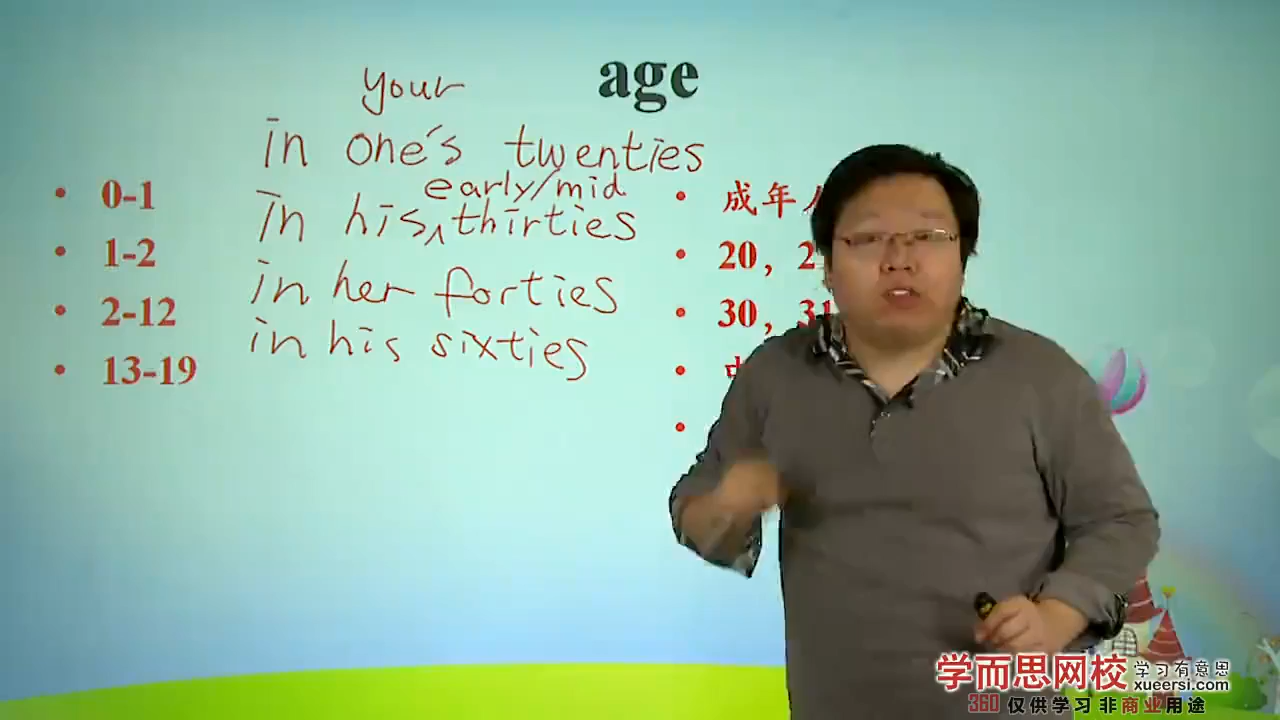 age
your
in one's twenties
early/mid
in his, thirties
in her forties
in his sixties
0-1
1-2
2-12
13-19
成年
20, 2
30, 31
学而思网校
学习有意思
xueersi.com
360 仅供学习 非商业用途